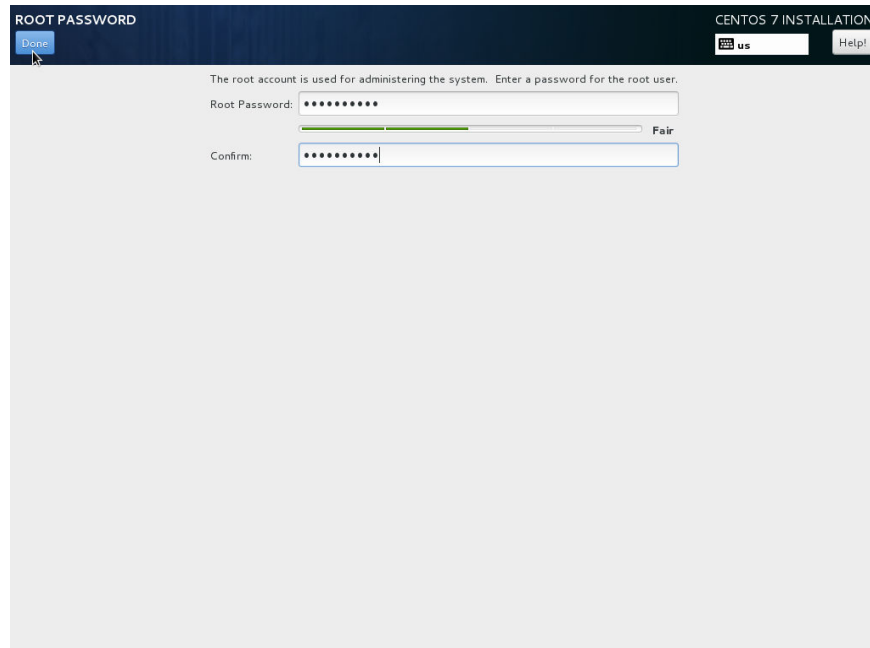 ROOT PASSWORD
CENTOS 7 INSTALLATION
Done
us
Help!
The root account is used for administering the system. Enter a password for the root user.
Root Password: ●●●●●●●●●●
Fair
Confirm: ●●●●●●●●●●